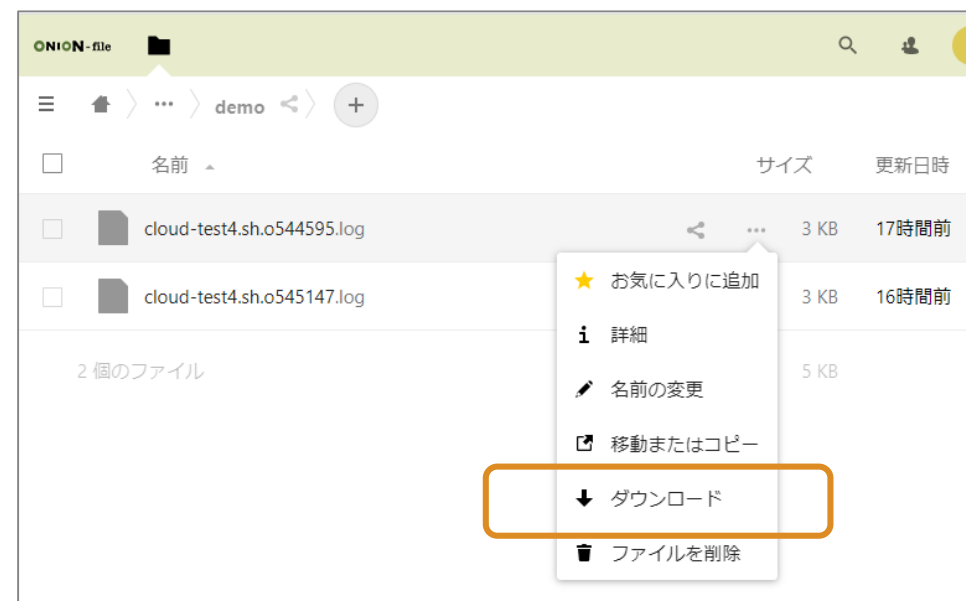 ONION-file
demo
名前 サイズ 更新日時
cloud-test4.sh.o544595.log 3 KB 17時間前
cloud-test4.sh.o545147.log 3 KB 16時間前
2 個のファイル 5 KB
お気に入りに追加
詳細
名前の変更
移動またはコピー
ダウンロード
ファイルを削除